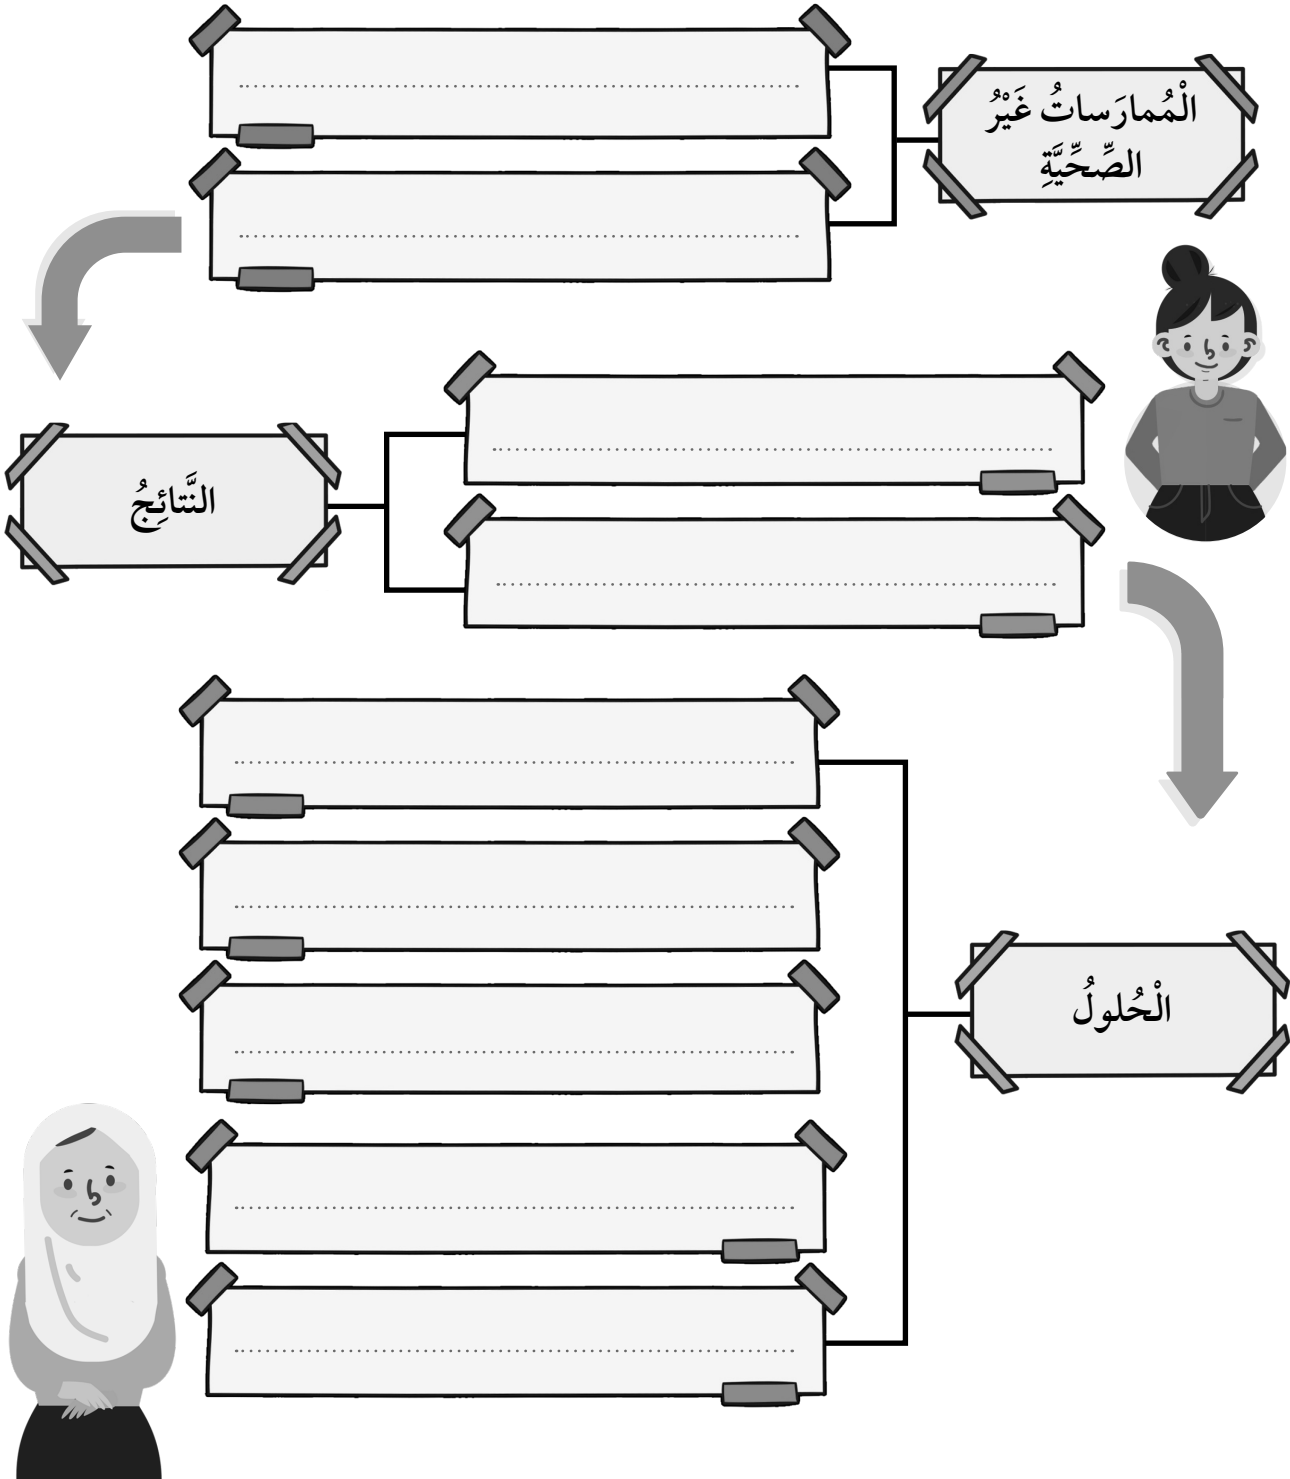 الْمُمارَساتُ غَيْرُ
الصِّحِّيَّةِ
النَّتائِجُ
الْحُلولُ